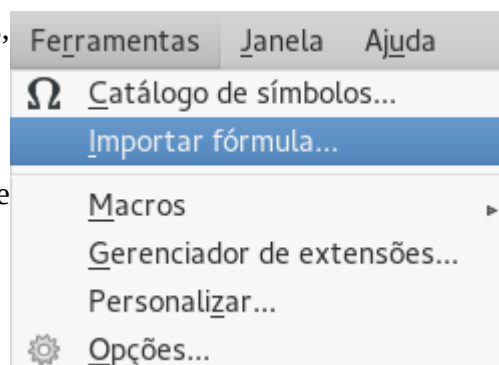 ,
Ferramentas Janela Ajuda
Ω Catálogo de símbolos...
Importar fórmula...
e
Macros
Gerenciador de extensões...
Personalizar...
Opções...